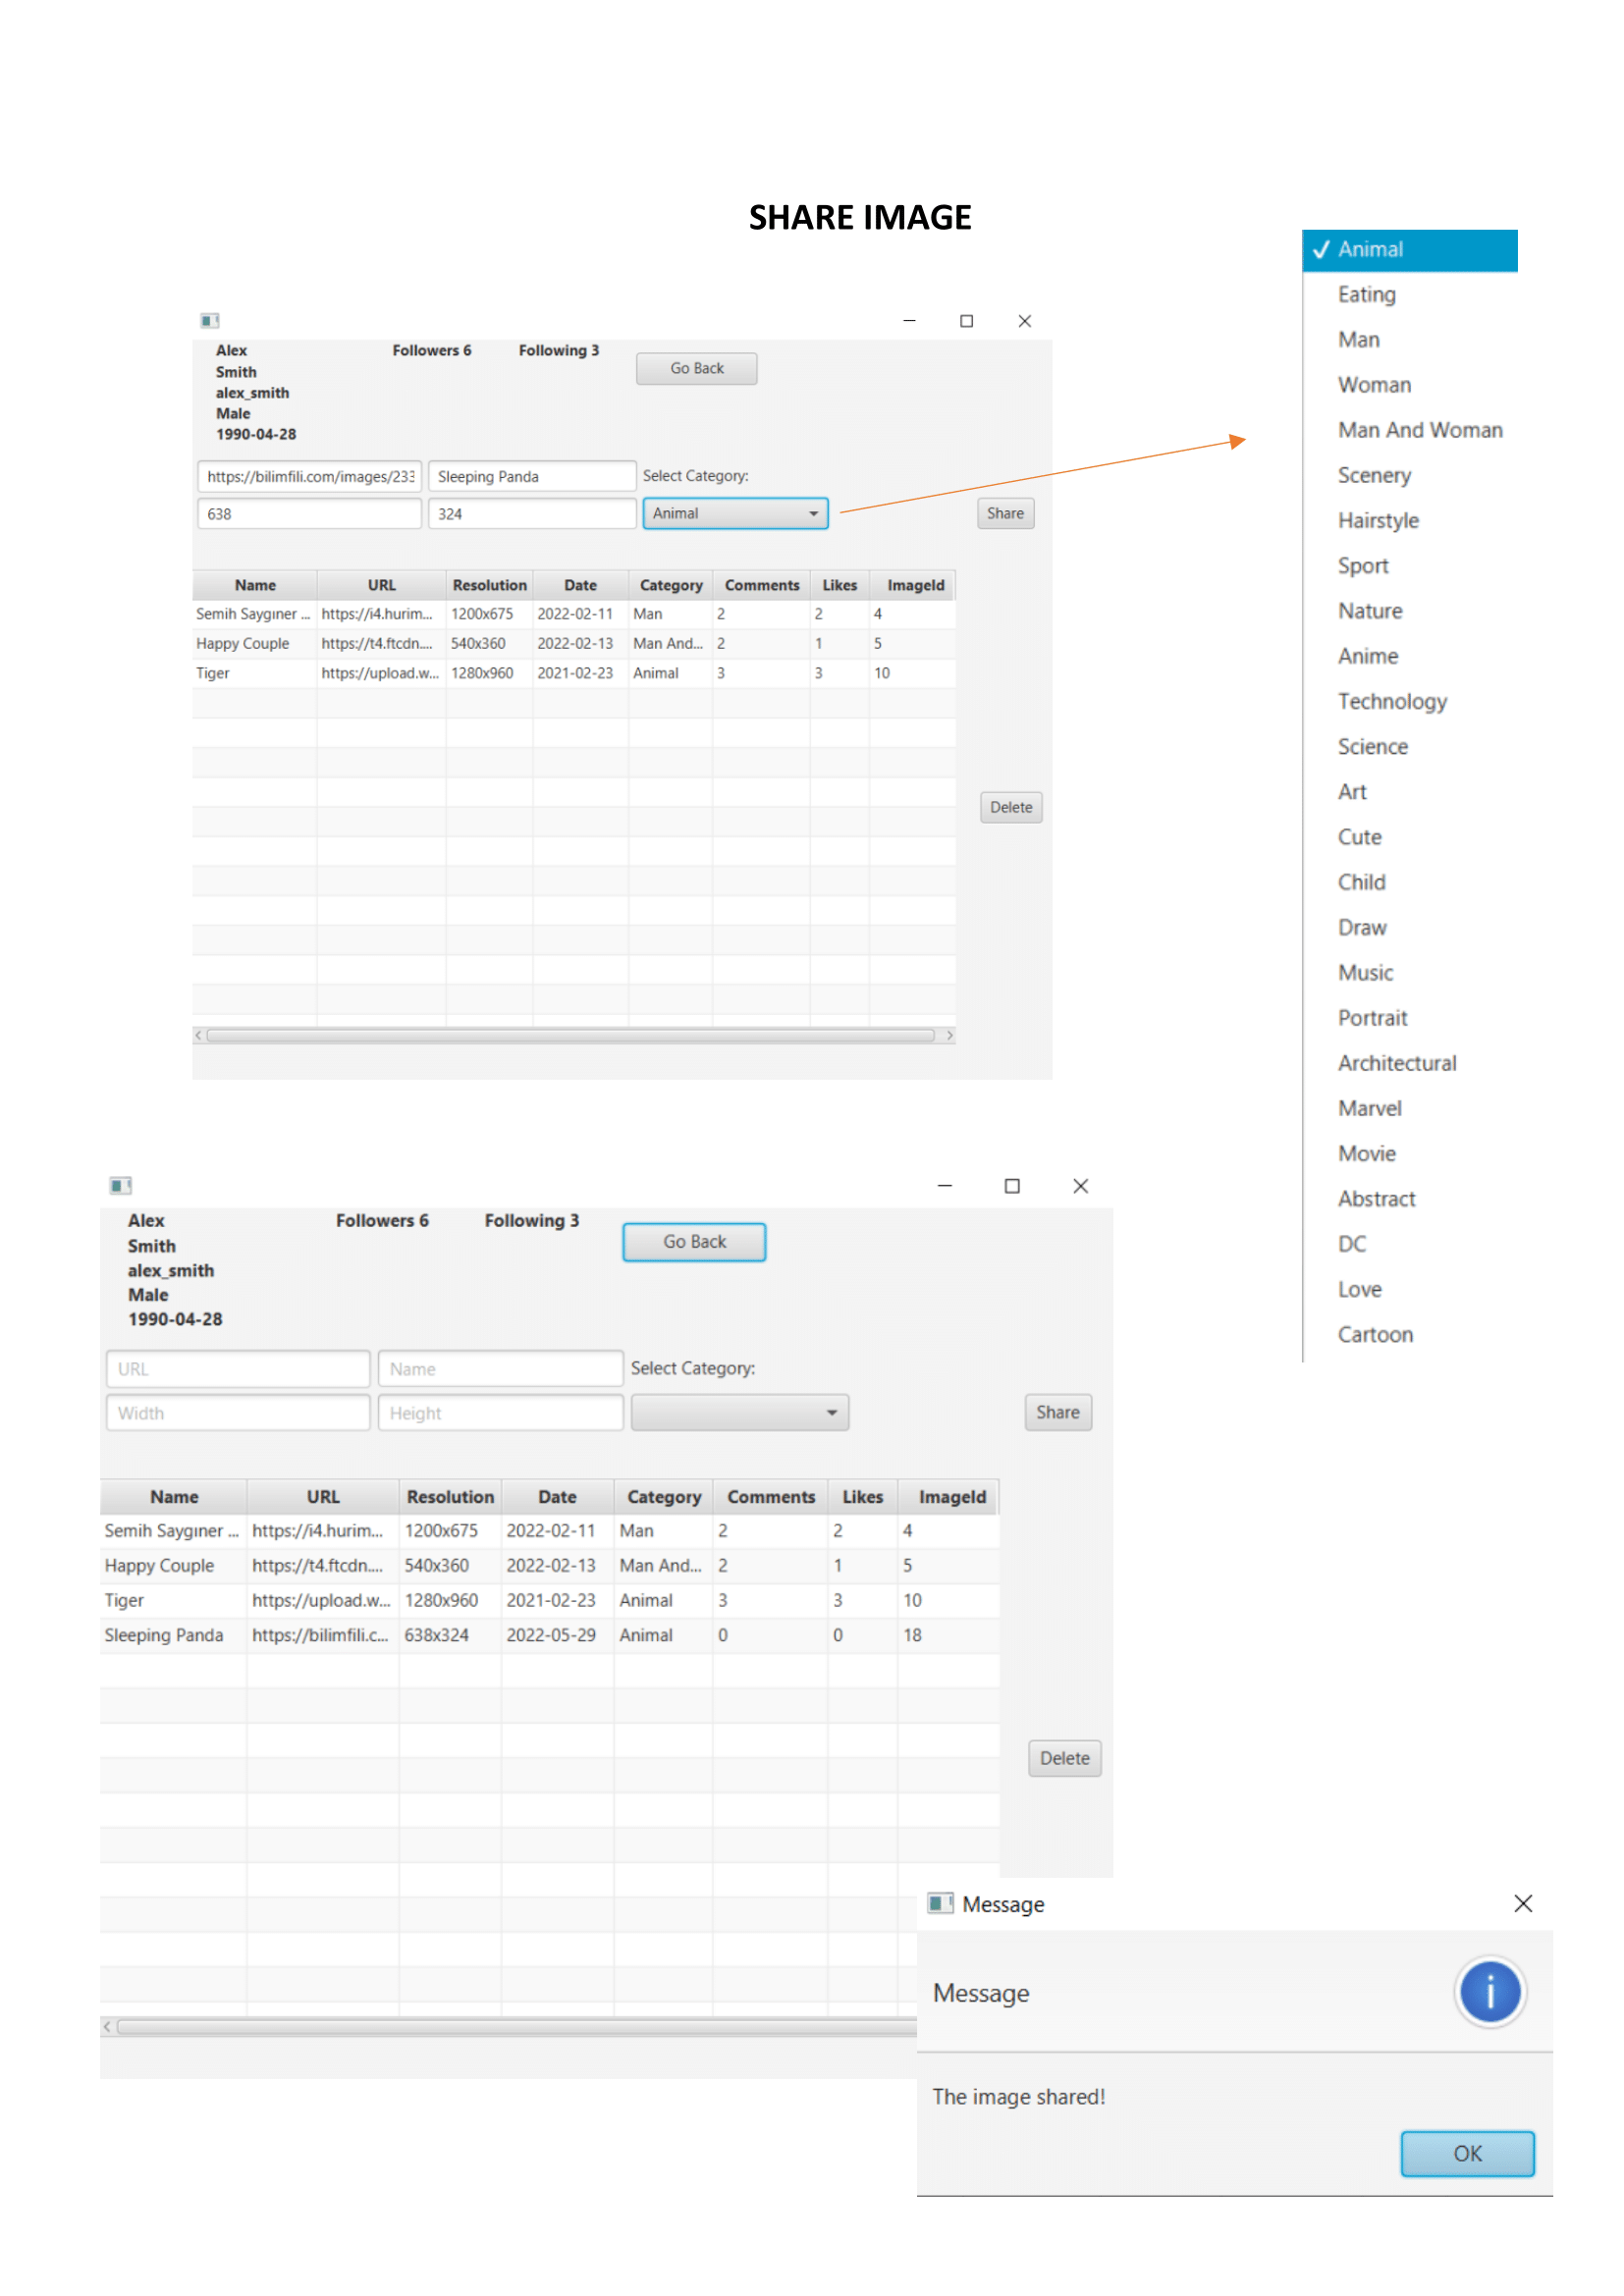 SHARE IMAGE
Alex Followers 6 Following 3 Go Back
Smith
alex_smith
Male
1990-04-28
https://bilimfili.com/images/233 Sleeping Panda Select Category:
638 324 Animal Share
Name URL Resolution Date Category Comments Likes ImageId
Semih Saygıner ... https://i4.hurim... 1200x675 2022-02-11 Man 2 2 4
Happy Couple https://t4.ftcdn.... 540x360 2022-02-13 Man And... 2 1 5
Tiger https://upload.w... 1280x960 2021-02-23 Animal 3 3 10
Delete
✓ Animal
Eating
Man
Woman
Man And Woman
Scenery
Hairstyle
Sport
Nature
Anime
Technology
Science
Art
Cute
Child
Draw
Music
Portrait
Architectural
Marvel
Movie
Abstract
DC
Love
Cartoon
Alex Followers 6 Following 3 Go Back
Smith
alex_smith
Male
1990-04-28
URL Name Select Category:
Width Height Share
Name URL Resolution Date Category Comments Likes ImageId
Semih Saygıner ... https://i4.hurim... 1200x675 2022-02-11 Man 2 2 4
Happy Couple https://t4.ftcdn.... 540x360 2022-02-13 Man And... 2 1 5
Tiger https://upload.w... 1280x960 2021-02-23 Animal 3 3 10
Sleeping Panda https://bilimfili.c... 638x324 2022-05-29 Animal 0 0 18
Delete
Message
Message
The image shared!
OK